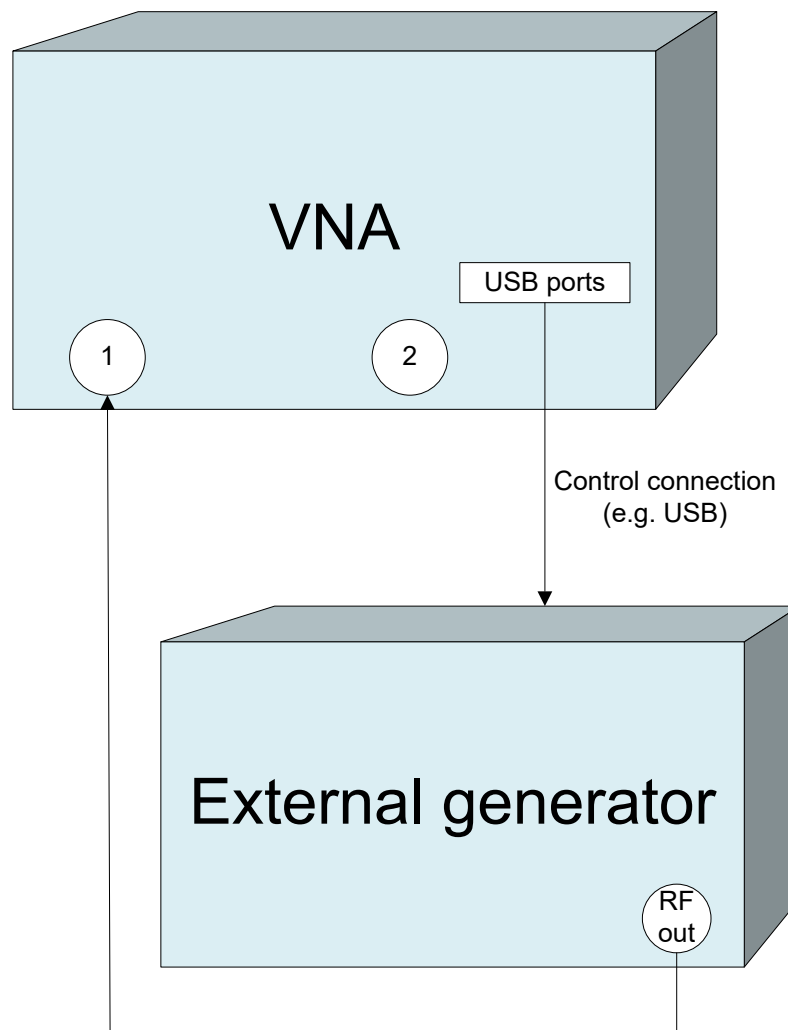 VNA
USB ports
1
2
Control connection
(e.g. USB)
External generator
RF
out